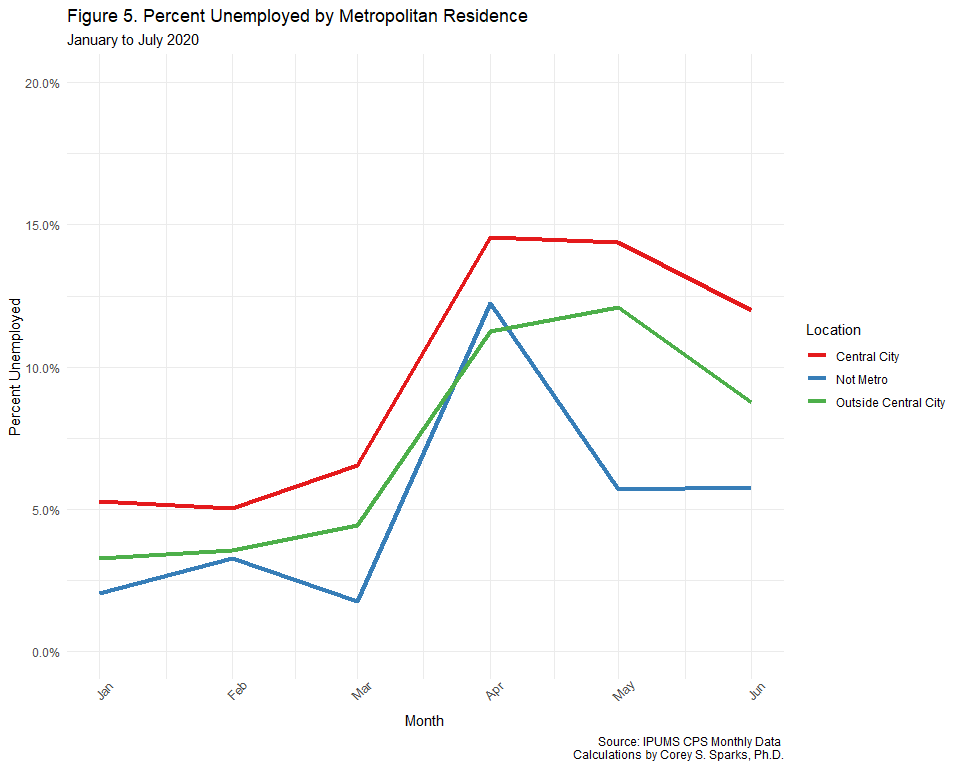 Figure 5. Percent Unemployed by Metropolitan Residence
January to July 2020
20.0%
15.0%
10.0%
5.0%
0.0%
Percent Unemployed
Jan
Feb
Mar
Apr
May
Jun
Month
Location
Central City
Not Metro
Outside Central City
Source: IPUMS CPS Monthly Data
Calculations by Corey S. Sparks, Ph.D.